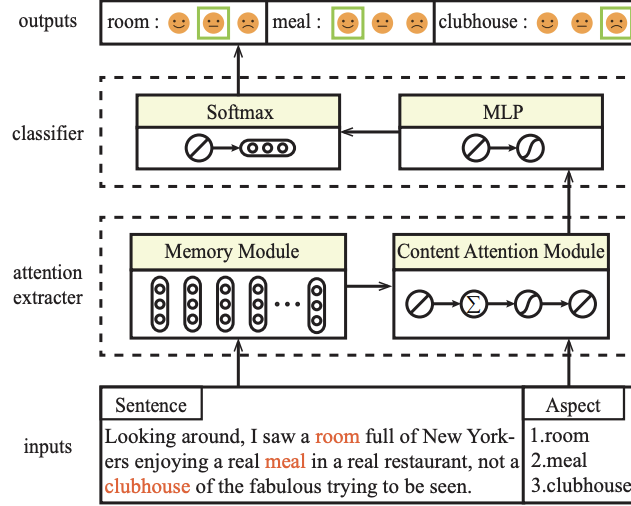 outputs
room :
meal :
clubhouse :
classifier
Softmax
MLP
attention
extracter
Memory Module
Content Attention Module
Σ
inputs
Sentence
Looking around, I saw a room full of New York-
ers enjoying a real meal in a real restaurant, not a
clubhouse of the fabulous trying to be seen.
Aspect
1.room
2.meal
3.clubhouse